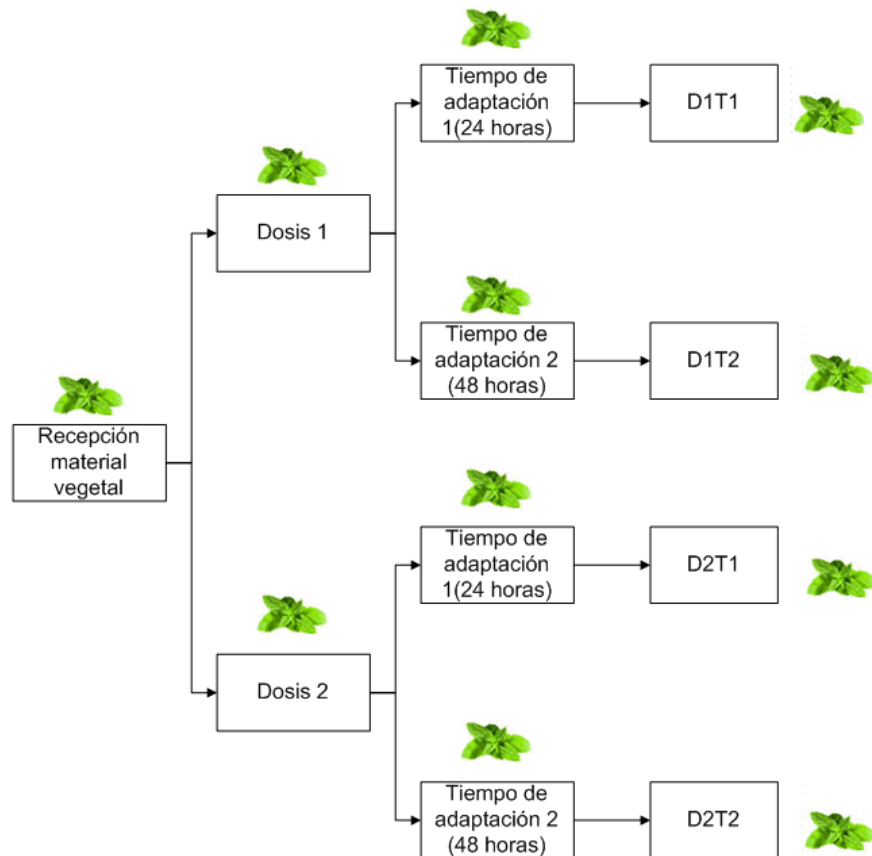 Tiempo de
adaptación
1(24 horas)
D1T1
Dosis 1
Tiempo de
adaptación 2
(48 horas)
D1T2
Recepción
material
vegetal
Tiempo de
adaptación
1(24 horas)
D2T1
Dosis 2
Tiempo de
adaptación 2
(48 horas)
D2T2